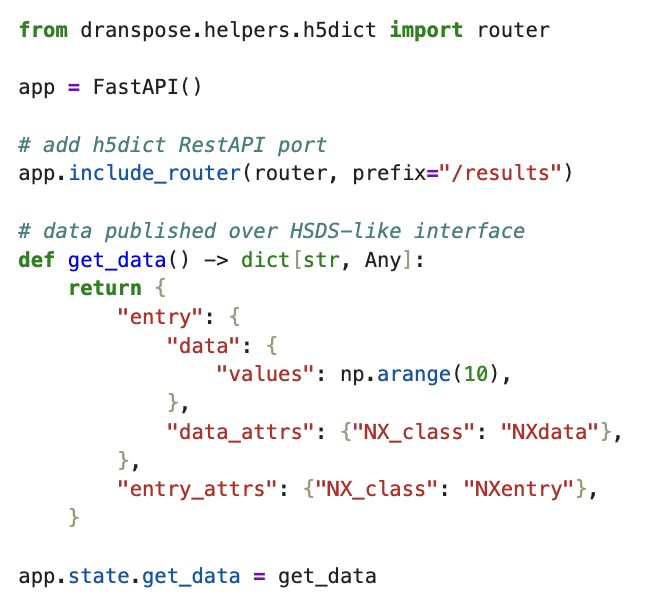 from dranspose.helpers.h5dict import router

app = FastAPI()

# add h5dict RestAPI port
app.include_router(router, prefix="/results")

# data published over HSDS-like interface
def get_data() -> dict[str, Any]:
    return {
        "entry": {
            "data": {
                "values": np.arange(10),
            },
            "data_attrs": {"NX_class": "NXdata"},
        },
        "entry_attrs": {"NX_class": "NXentry"},
    }

app.state.get_data = get_data